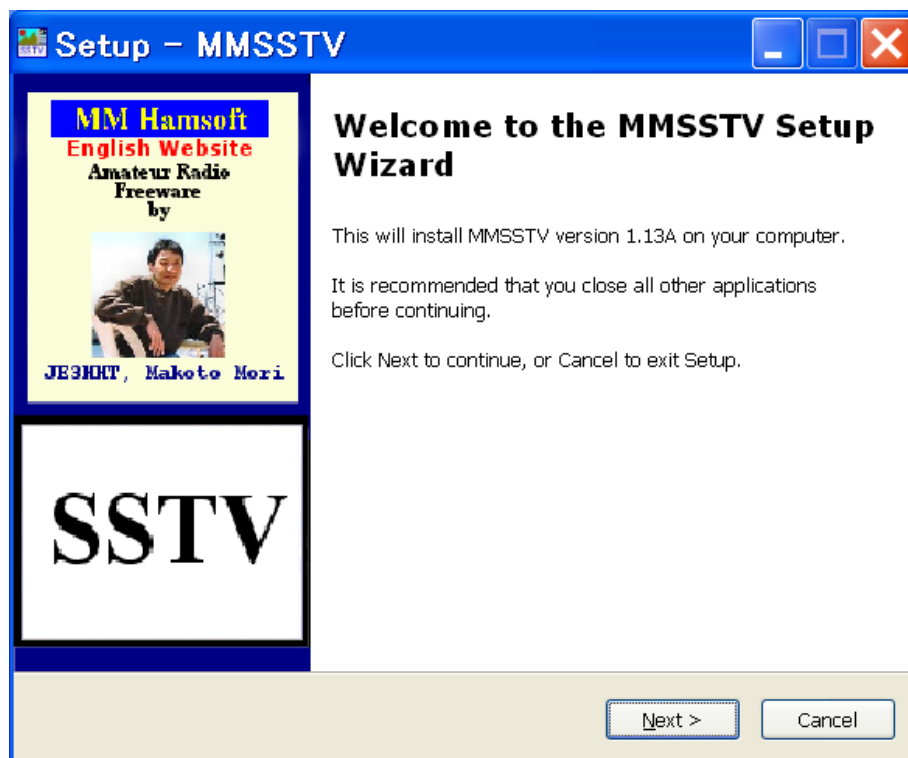 Setup - MMSSTV
MM Hamsoft
English Website
Amateur Radio
Freeware
by
JE3HHT, Makoto Mori
SSTV
Welcome to the MMSSTV Setup
Wizard
This will install MMSSTV version 1.13A on your computer.
It is recommended that you close all other applications
before continuing.
Click Next to continue, or Cancel to exit Setup.
Next >
Cancel